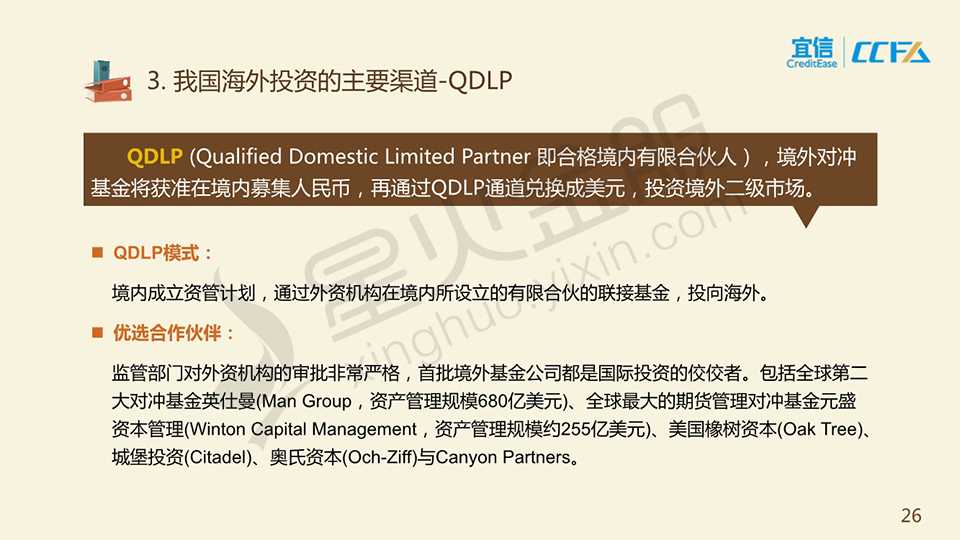 宜信
CreditEase
CCFA
3. 我国海外投资的主要渠道-QDLP
QDLP (Qualified Domestic Limited Partner 即合格境内有限合伙人），境外对冲
基金将获准在境内募集人民币，再通过QDLP通道兑换成美元，投资境外二级市场。
QDLP模式：
境内成立资管计划，通过外资机构在境内所设立的有限合伙的联接基金，投向海外。
优选合作伙伴：
监管部门对外资机构的审批非常严格，首批境外基金公司都是国际投资的佼佼者。包括全球第二
大对冲基金英仕曼(Man Group，资产管理规模680亿美元)、全球最大的期货管理对冲基金元盛
资本管理(Winton Capital Management，资产管理规模约255亿美元)、美国橡树资本(Oak Tree)、
城堡投资(Citadel)、奥氏资本(Och-Ziff)与Canyon Partners。
星火金服
xinghuo.yixin.com
26